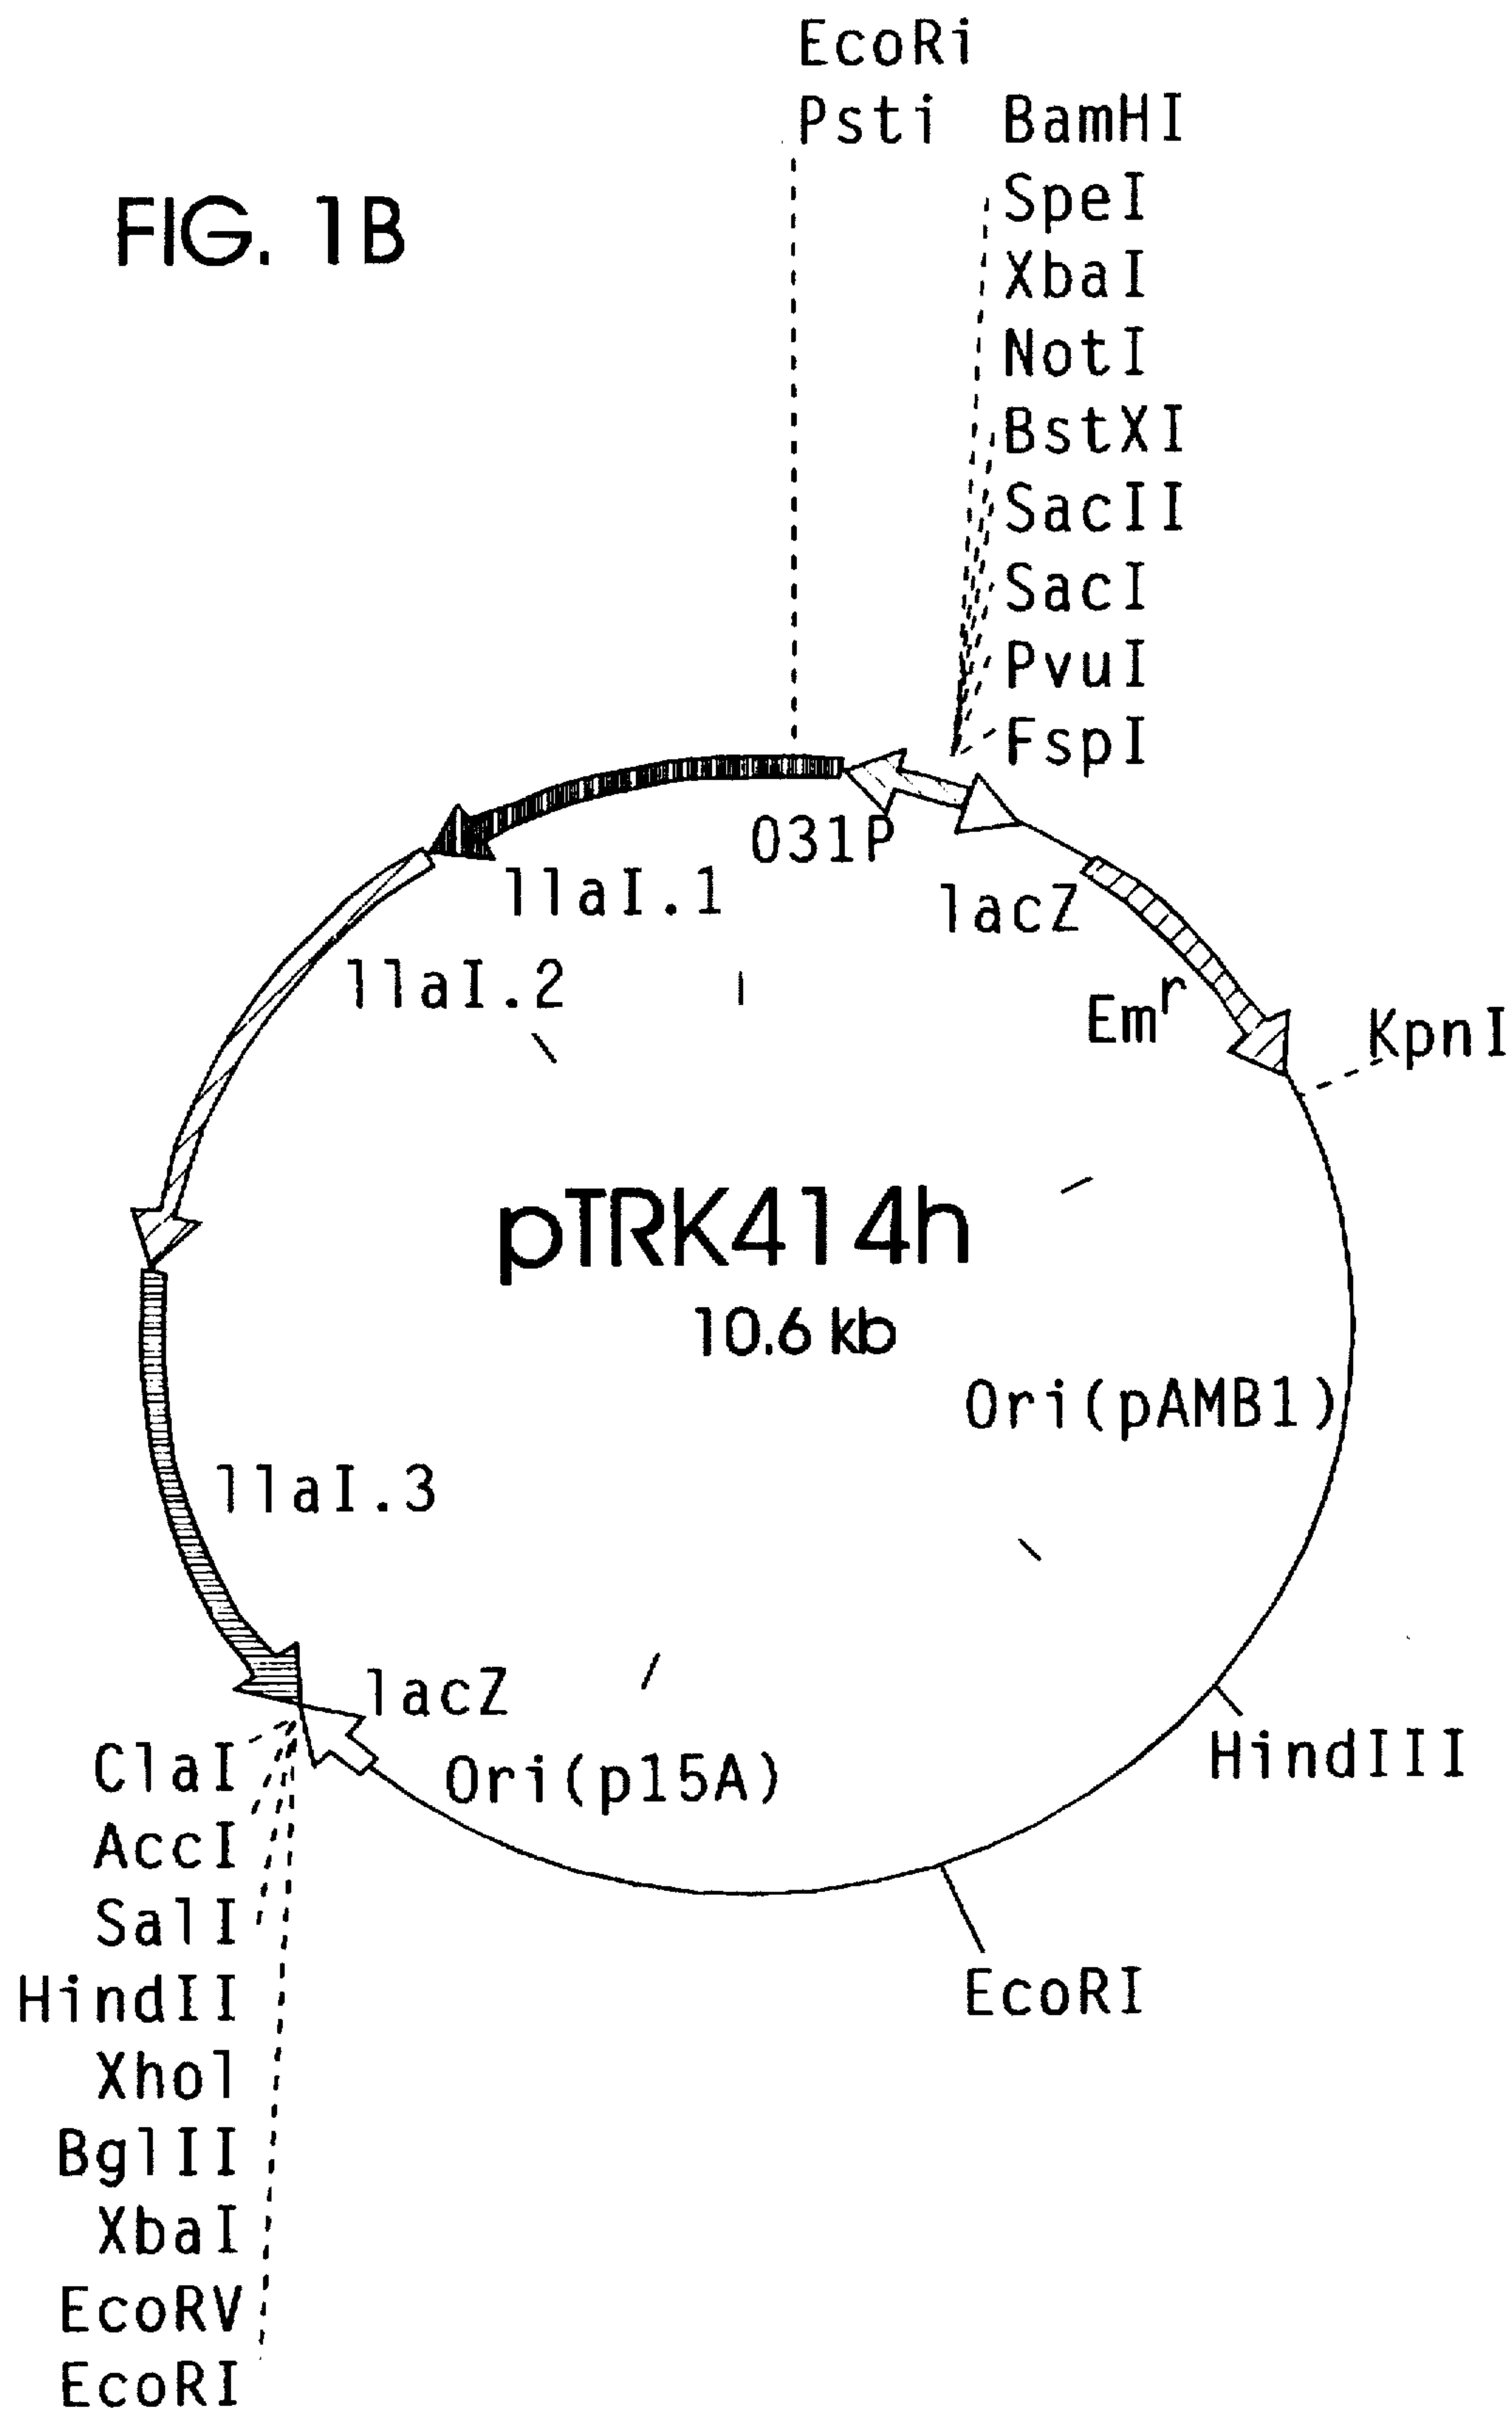 EcoRi
Psti BamHI
FIG. 1B
SpeI
XbaI
NotI
BstXI
SacII
SacI
PvuI
FspI
O31P
llaI.1
lacZ
llaI.2
Emr
KpnI
pTRK414h
10.6 kb
Ori(pAMB1)
llaI.3
lacZ
HindIII
ClaI
Ori(p15A)
AccI
SalI
HindII
EcoRI
Xhol
BglII
XbaI
EcoRV
EcoRI